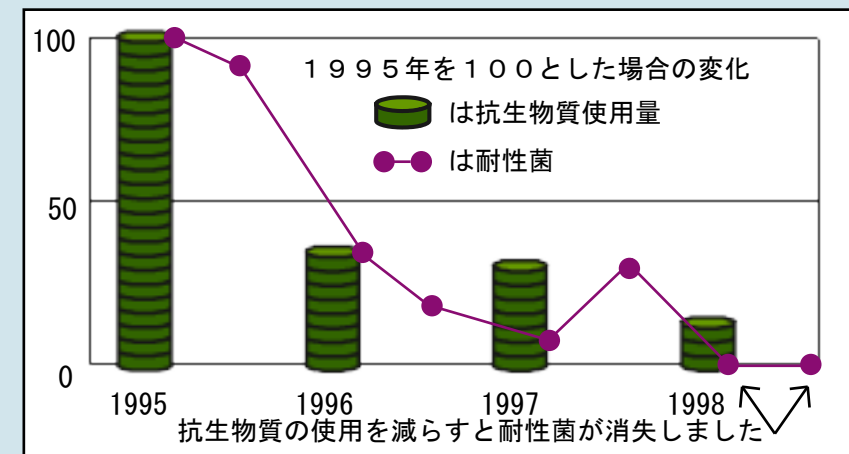 100
１９９５年を１００とした場合の変化
は抗生物質使用量
は耐性菌
50
0
1995 1996 1997 1998
抗生物質の使用を減らすと耐性菌が消失しました